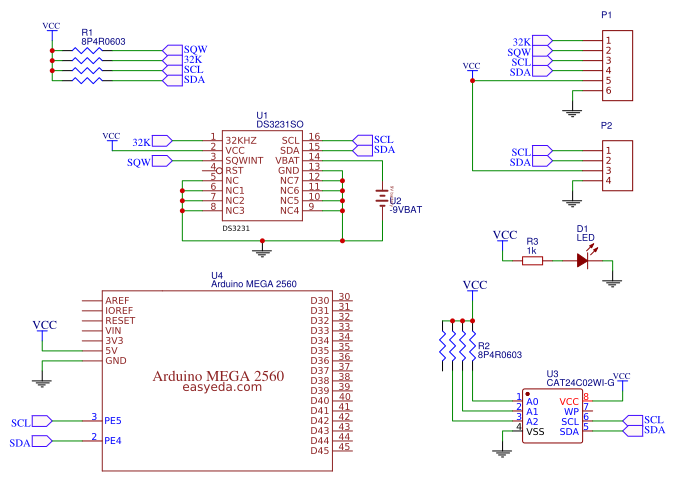 VCC
R1
8P4R0603
SQW
32K
SCL
SDA
P1
32K 1
SQW 2
SCL 3
SDA 4
5
6
VCC
P2
SCL 1
SDA 2
3
4
U1
DS3231SO
VCC
32K 1 32KHZ SCL 16 SCL
2 VCC SDA 15 SDA
SQW 3 SQWINT VBAT 14
4 RST GND 13
5 NC NC7 12
6 NC1 NC6 11
7 NC2 NC5 10
8 NC3 NC4 9
DS3231
U2
-9VBAT
VCC
R3
1k
D1
LED
U4
Arduino MEGA 2560
AREF D30 30
IOREF D31 31
RESET D32 32
VIN D33 33
3V3 D34 34
5V D35 35
GND D36 36
D37 37
D38 38
D39 39
D40 40
D41 41
D42 42
D43 43
D44 44
D45 45
VCC
Arduino MEGA 2560
easyeda.com
SCL 3 PE5
SDA 2 PE4
VCC
R2
8P4R0603
U3
CAT24C02WI-G
VCC
1 A0 VCC 8
2 A1 WP 7
3 A2 SCL 6 SCL
4 VSS SDA 5 SDA